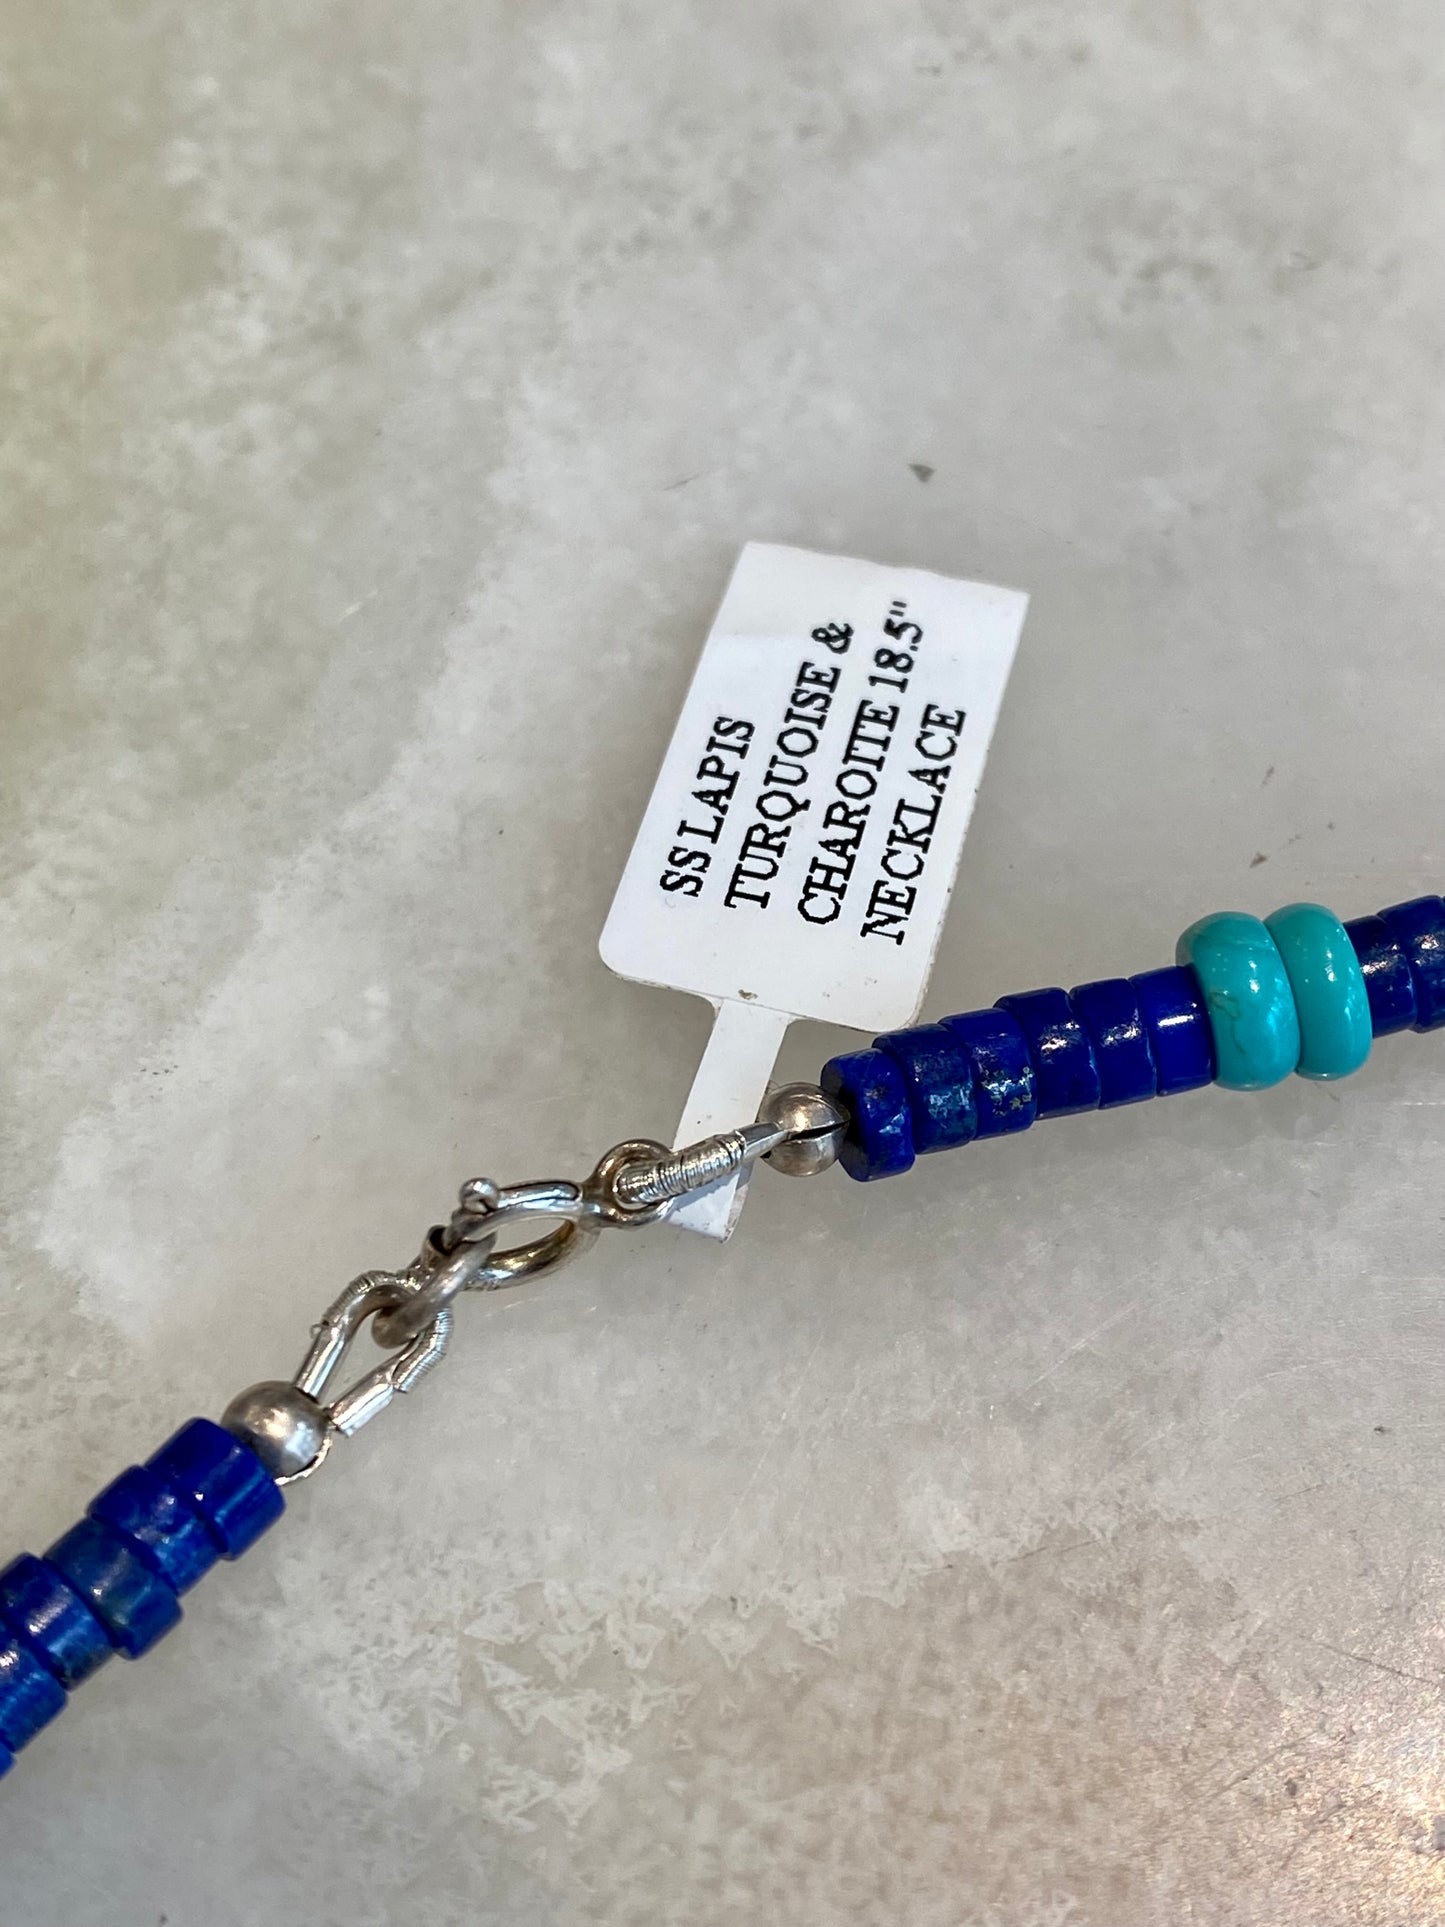 SS LAPIS
TURQUOISE &
CHAROITE 18.5"
NECKLACE